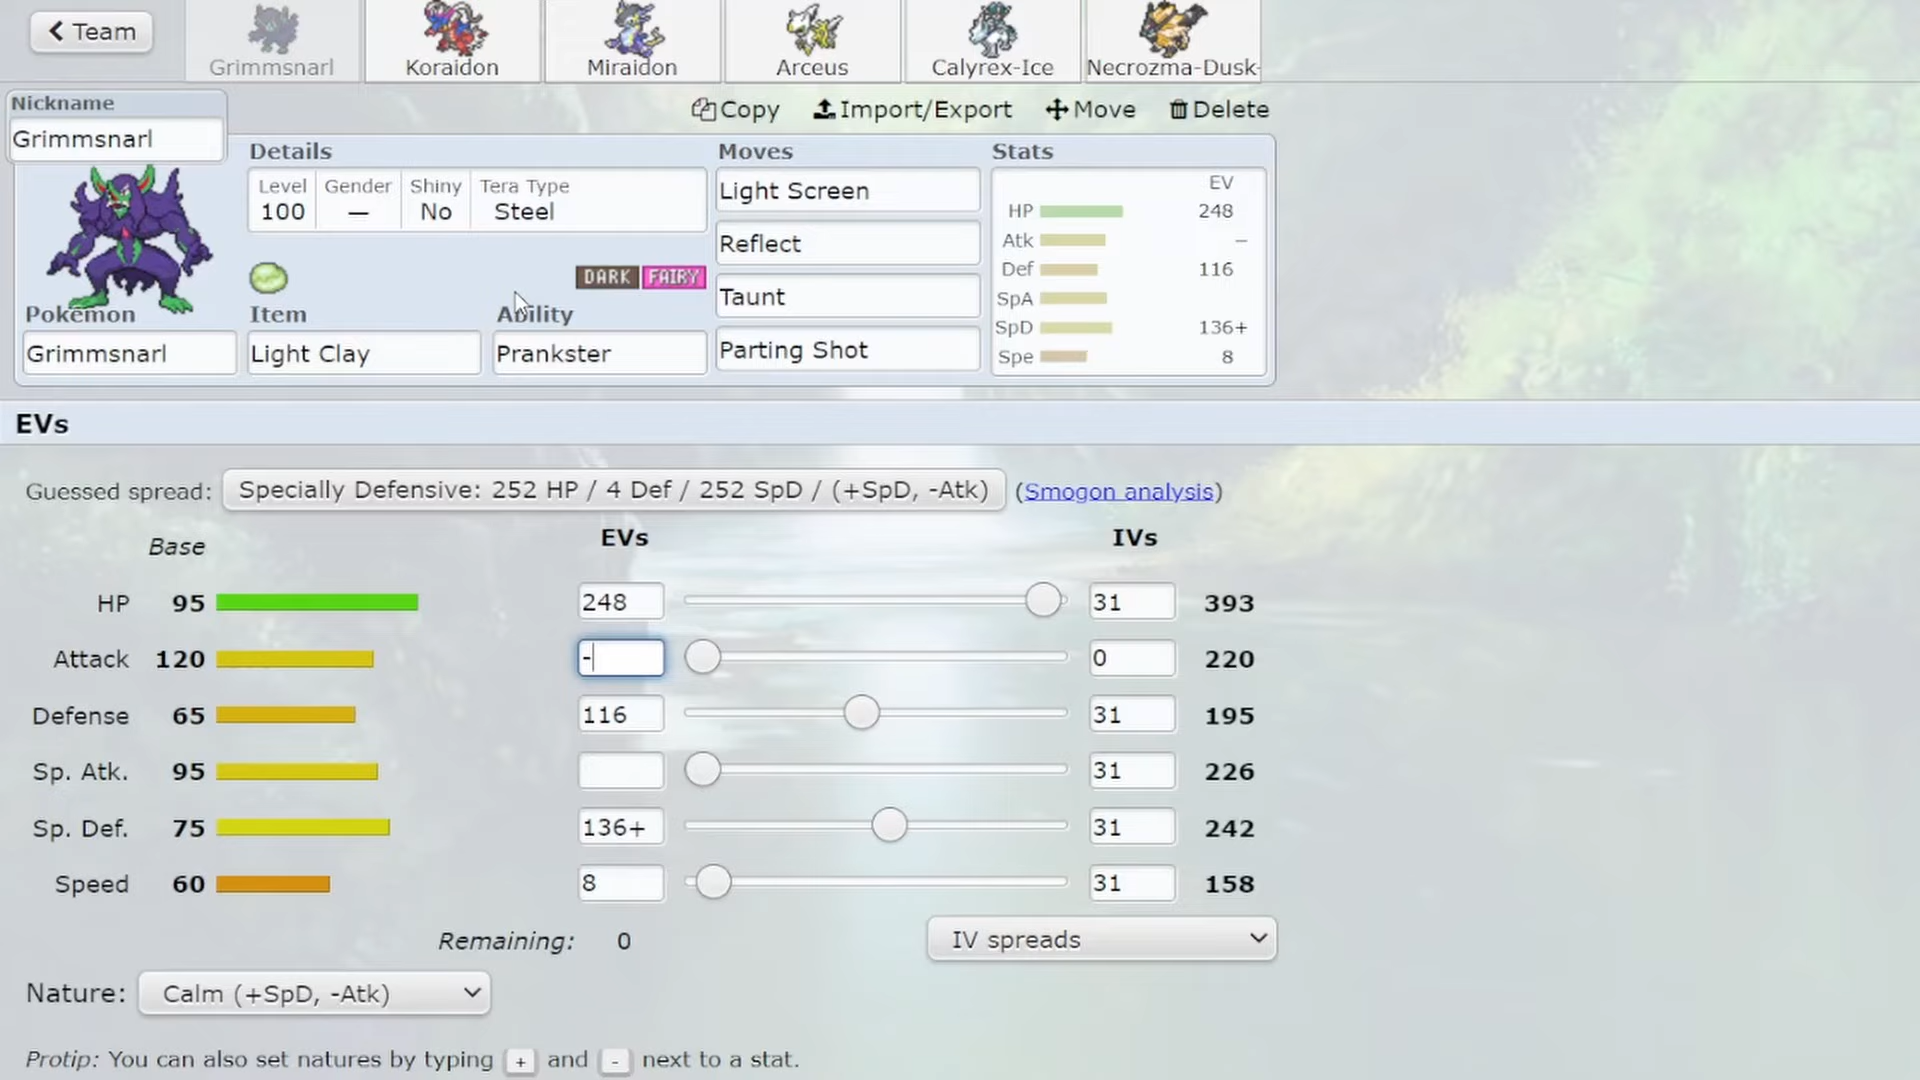 Team
Grimmsnarl
Koraidon
Miraidon
Arceus
Calyrex-Ice
Necrozma-Dusk-
Copy
Import/Export
Move
Delete
Nickname
Grimmsnarl
Details
Level
100
Gender
—
Shiny
No
Tera Type
Steel
DARK
FAIRY
Pokémon
Grimmsnarl
Item
Light Clay
Ability
Prankster
Moves
Light Screen
Reflect
Taunt
Parting Shot
Stats
EV
HP 248
Atk –
Def 116
SpA
SpD 136+
Spe 8
EVs
Guessed spread: Specially Defensive: 252 HP / 4 Def / 252 SpD / (+SpD, -Atk) (Smogon analysis)
Base EVs IVs
HP 95 248 31 393
Attack 120 - 0 220
Defense 65 116 31 195
Sp. Atk. 95 31 226
Sp. Def. 75 136+ 31 242
Speed 60 8 31 158
Remaining: 0
IV spreads
Nature: Calm (+SpD, -Atk)
Protip: You can also set natures by typing + and - next to a stat.